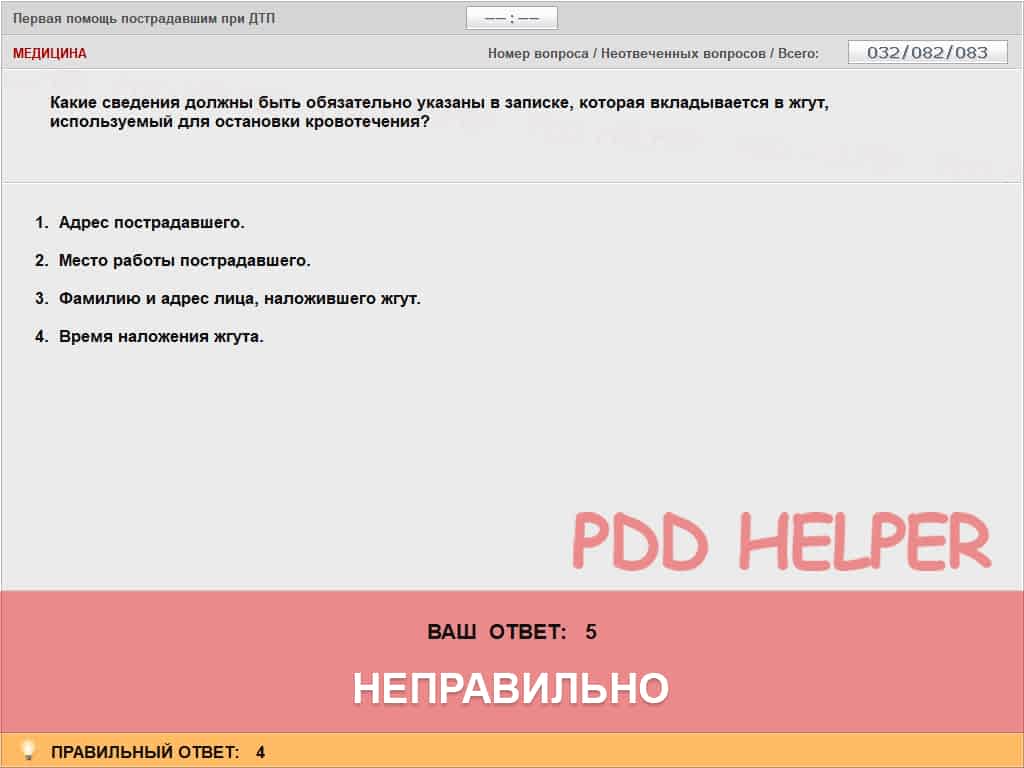 Первая помощь пострадавшим при ДТП
—— : ——
МЕДИЦИНА
Номер вопроса / Неотвеченных вопросов / Всего:
032/082/083
Какие сведения должны быть обязательно указаны в записке, которая вкладывается в жгут,
используемый для остановки кровотечения?
1. Адрес пострадавшего.
2. Место работы пострадавшего.
3. Фамилию и адрес лица, наложившего жгут.
4. Время наложения жгута.
PDD HELPER
ВАШ ОТВЕТ: 5
НЕПРАВИЛЬНО
ПРАВИЛЬНЫЙ ОТВЕТ: 4